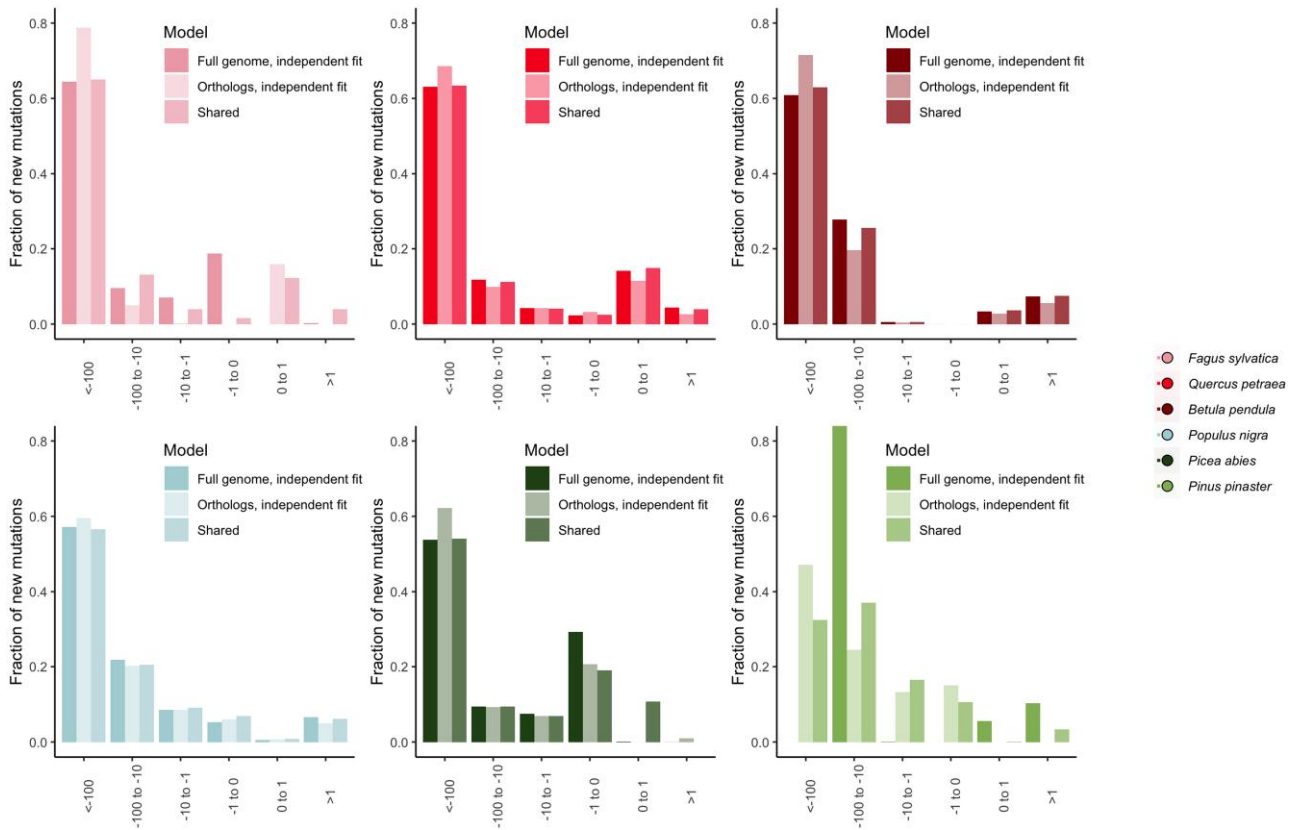 Fraction of new mutations
0.8
0.6
0.4
0.2
0.0
Model
Full genome, independent fit
Orthologs, independent fit
Shared
<-100
-100 to -10
-10 to -1
-1 to 0
0 to 1
>1
Fraction of new mutations
0.8
0.6
0.4
0.2
0.0
Model
Full genome, independent fit
Orthologs, independent fit
Shared
<-100
-100 to -10
-10 to -1
-1 to 0
0 to 1
>1
Fraction of new mutations
0.8
0.6
0.4
0.2
0.0
Model
Full genome, independent fit
Orthologs, independent fit
Shared
<-100
-100 to -10
-10 to -1
-1 to 0
0 to 1
>1
Fraction of new mutations
0.8
0.6
0.4
0.2
0.0
Model
Full genome, independent fit
Orthologs, independent fit
Shared
<-100
-100 to -10
-10 to -1
-1 to 0
0 to 1
>1
Fraction of new mutations
0.8
0.6
0.4
0.2
0.0
Model
Full genome, independent fit
Orthologs, independent fit
Shared
<-100
-100 to -10
-10 to -1
-1 to 0
0 to 1
>1
Fraction of new mutations
0.8
0.6
0.4
0.2
0.0
Model
Full genome, independent fit
Orthologs, independent fit
Shared
<-100
-100 to -10
-10 to -1
-1 to 0
0 to 1
>1
Fagus sylvatica
Quercus petraea
Betula pendula
Populus nigra
Picea abies
Pinus pinaster